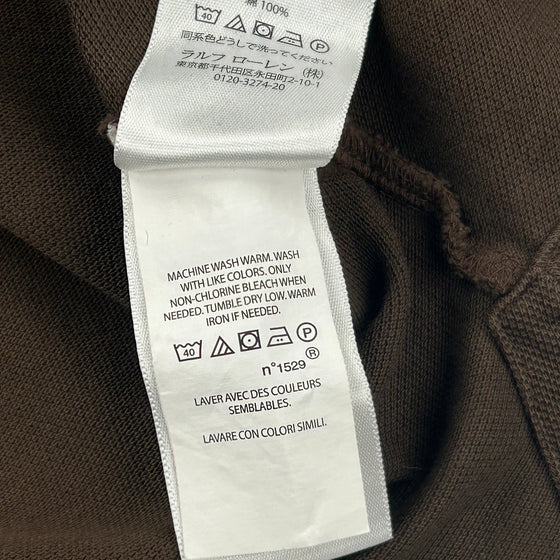 綿 100%
40 P
同系色どうしで洗ってください
ラルフ ローレン (株)
東京都千代田区永田町2-10-1
0120-3274-20
MACHINE WASH WARM. WASH
WITH LIKE COLORS. ONLY
NON-CHLORINE BLEACH WHEN
NEEDED. TUMBLE DRY LOW. WARM
IRON IF NEEDED.
40 P
n°1529 ®
LAVER AVEC DES COULEURS
SEMBLABLES.
LAVARE CON COLORI SIMILI.